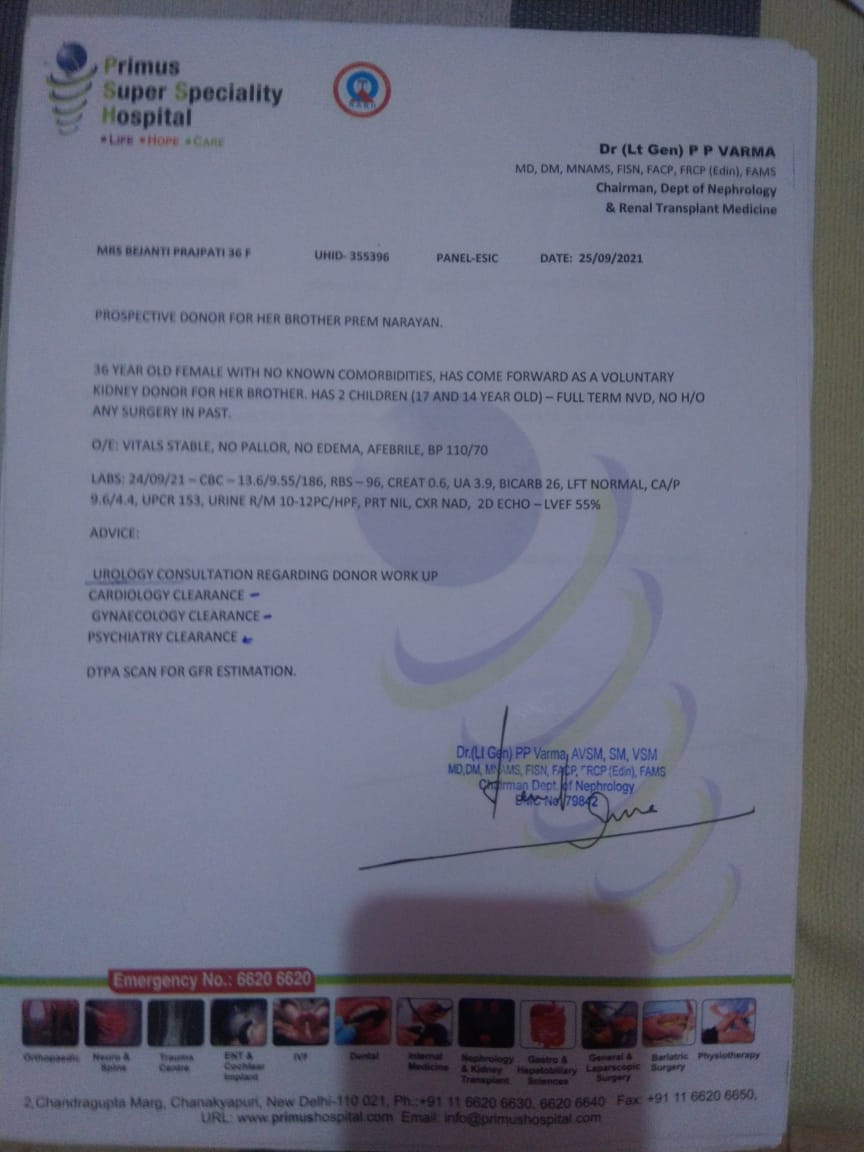 Primus
Super Speciality
Hospital
LIFE HOPE CARE
Dr (Lt Gen) P P VARMA
MD, DM, MNAMS, FISN, FACP, FRCP (Edin), FAMS
Chairman, Dept of Nephrology
& Renal Transplant Medicine
MRS BEJANTI PRAJPATI 36 F UHID- 355396 PANEL-ESIC DATE: 25/09/2021
PROSPECTIVE DONOR FOR HER BROTHER PREM NARAYAN.
36 YEAR OLD FEMALE WITH NO KNOWN COMORBIDITIES, HAS COME FORWARD AS A VOLUNTARY
KIDNEY DONOR FOR HER BROTHER. HAS 2 CHILDREN (17 AND 14 YEAR OLD) – FULL TERM NVD, NO H/O
ANY SURGERY IN PAST.
O/E: VITALS STABLE, NO PALLOR, NO EDEMA, AFEBRILE, BP 110/70
LABS: 24/09/21 – CBC – 13.6/9.55/186, RBS – 96, CREAT 0.6, UA 3.9, BICARB 26, LFT NORMAL, CA/P
9.6/4.4, UPCR 153, URINE R/M 10-12PC/HPF, PRT NIL, CXR NAD, 2D ECHO – LVEF 55%
ADVICE:
UROLOGY CONSULTATION REGARDING DONOR WORK UP
CARDIOLOGY CLEARANCE
GYNAECOLOGY CLEARANCE
PSYCHIATRY CLEARANCE
DTPA SCAN FOR GFR ESTIMATION.
Dr.(Lt Gen) PP Varma, AVSM, SM, VSM
MD,DM, MNAMS, FISN, FACP, FRCP (Edin), FAMS
Chairman Dept. of Nephrology
No 79842
Emergency No.: 6620 6620
Orthopaedic
Neuro &
Spine
Trauma
Centre
ENT &
Cochlear
Implant
IVF
Dental
Internal
Medicine
Nephrology
& Kidney
Transplant
Gastro &
Hepatobiliary
Sciences
General &
Laparscopic
Surgery
Bariatric
Surgery
Physiotherapy
2, Chandragupta Marg, Chanakyapuri, New Delhi-110 021, Ph.:+91 11 6620 6630, 6620 6640 Fax: +91 11 6620 6650,
URL: www.primushospital.com Email: info@primushospital.com